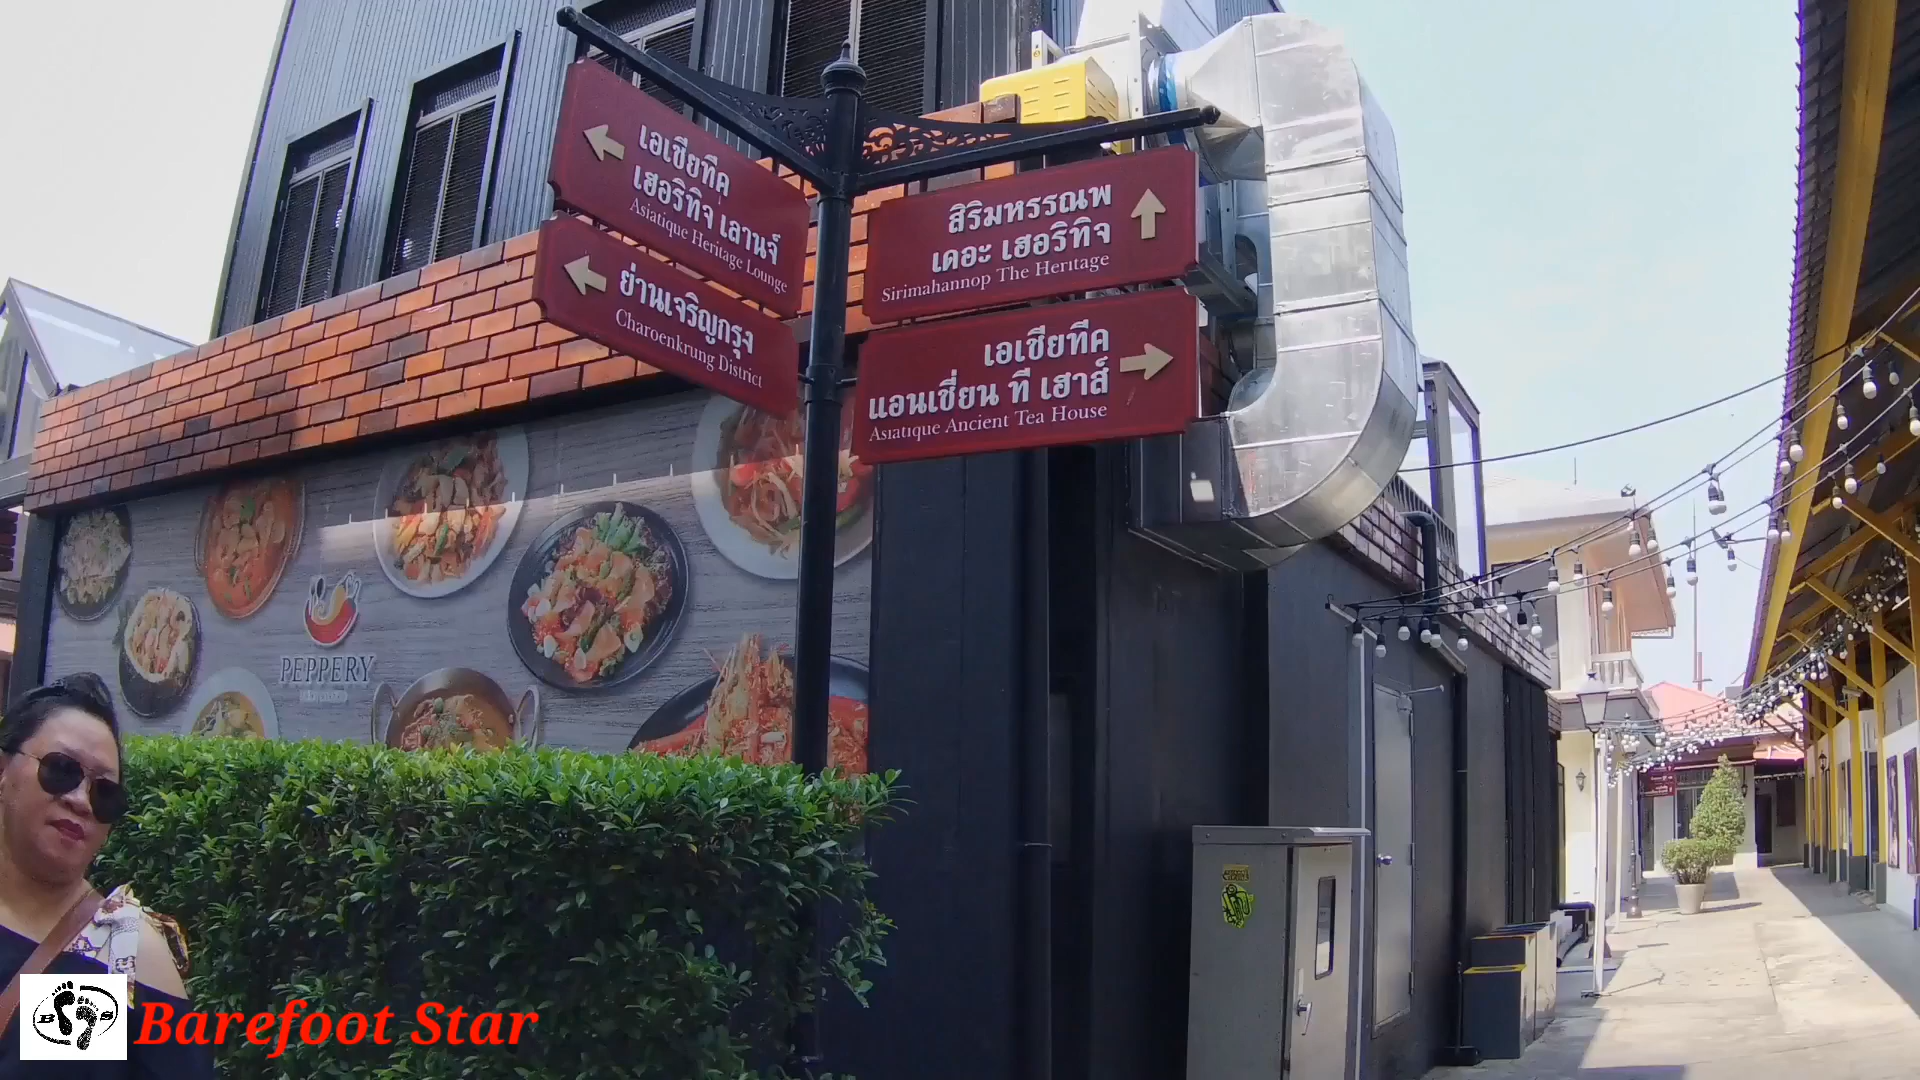 เอเชียทีค
เฮอริทิจ เลานจ์
Asiatique Heritage Lounge
ย่านเจริญกรุง
Charoenkrung District
สิริมหรรณพ
เดอะ เฮอริทิจ
Sirimahannop The Heritage
เอเชียทีค
แอนเชี่ยน ที เฮาส์
Asiatique Ancient Tea House
PEPPERY
B S
Barefoot Star